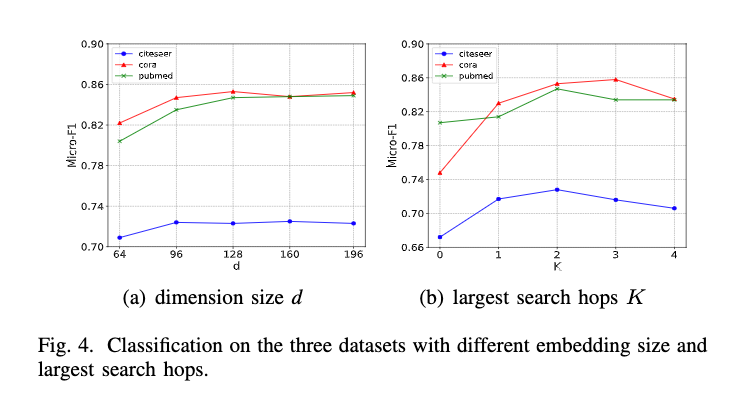 0.90
citeseer
cora
pubmed
0.86
0.82
Micro-F1
0.78
0.74
0.70
64 96 128 160 196
d
(a) dimension size d
0.90
citeseer
cora
pubmed
0.86
0.82
Micro-F1
0.78
0.74
0.70
0.66
0 1 2 3 4
K
(b) largest search hops K
Fig. 4. Classification on the three datasets with different embedding size and
largest search hops.